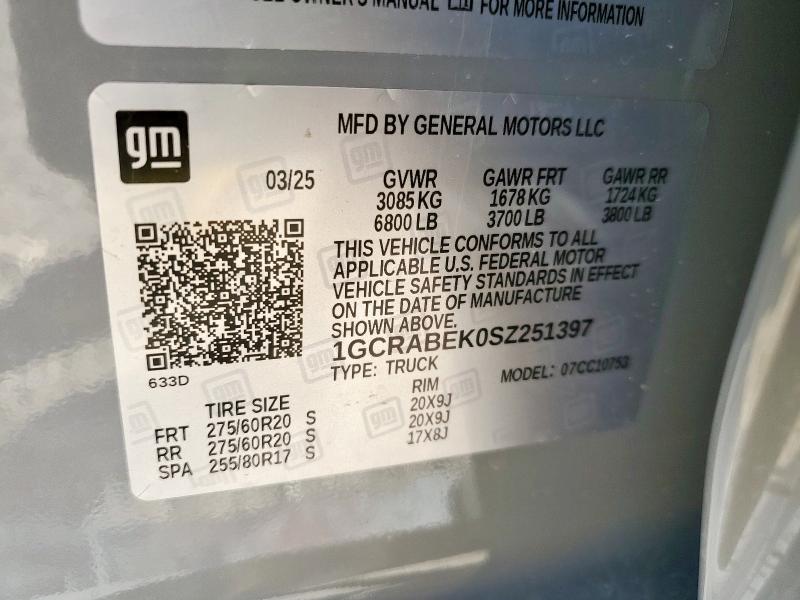 OWNER'S MANUAL FOR MORE INFORMATION
gm
MFD BY GENERAL MOTORS LLC
03/25
GVWR GAWR FRT GAWR RR
3085 KG 1678 KG 1724 KG
6800 LB 3700 LB 3800 LB
THIS VEHICLE CONFORMS TO ALL
APPLICABLE U.S. FEDERAL MOTOR
VEHICLE SAFETY STANDARDS IN EFFECT
ON THE DATE OF MANUFACTURE
SHOWN ABOVE.
1GCRABEK0SZ251397
TYPE: TRUCK MODEL: 07CC10753
633D
TIRE SIZE RIM
FRT 275/60R20 S 20X9J
RR 275/60R20 S 20X9J
SPA 255/80R17 S 17X8J